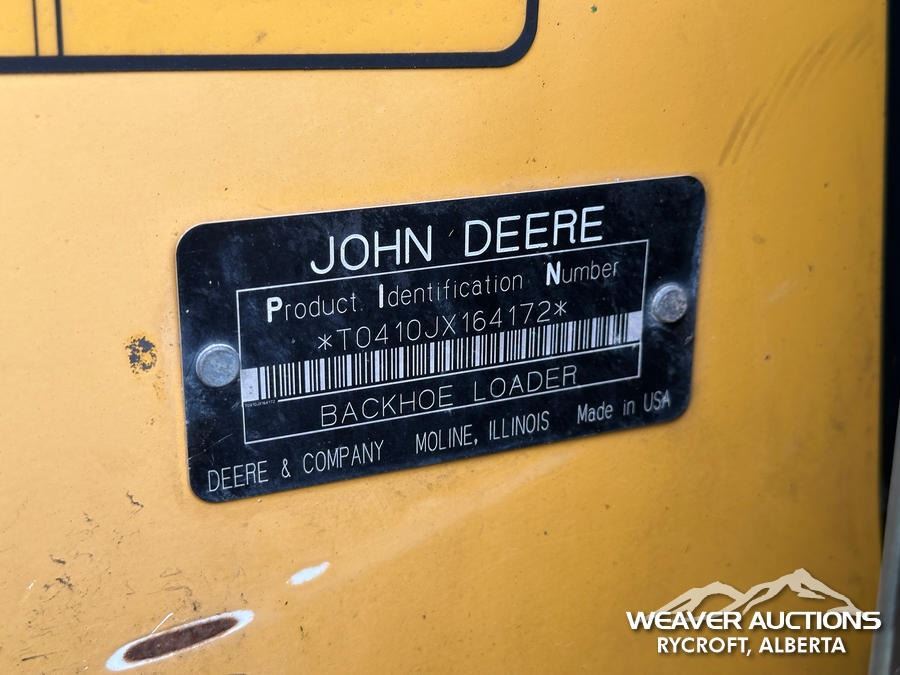 JOHN DEERE
Product Identification Number
*T0410JX164172*
T0410JX164172
BACKHOE LOADER
DEERE & COMPANY MOLINE, ILLINOIS Made in USA
WEAVER AUCTIONS
RYCROFT, ALBERTA